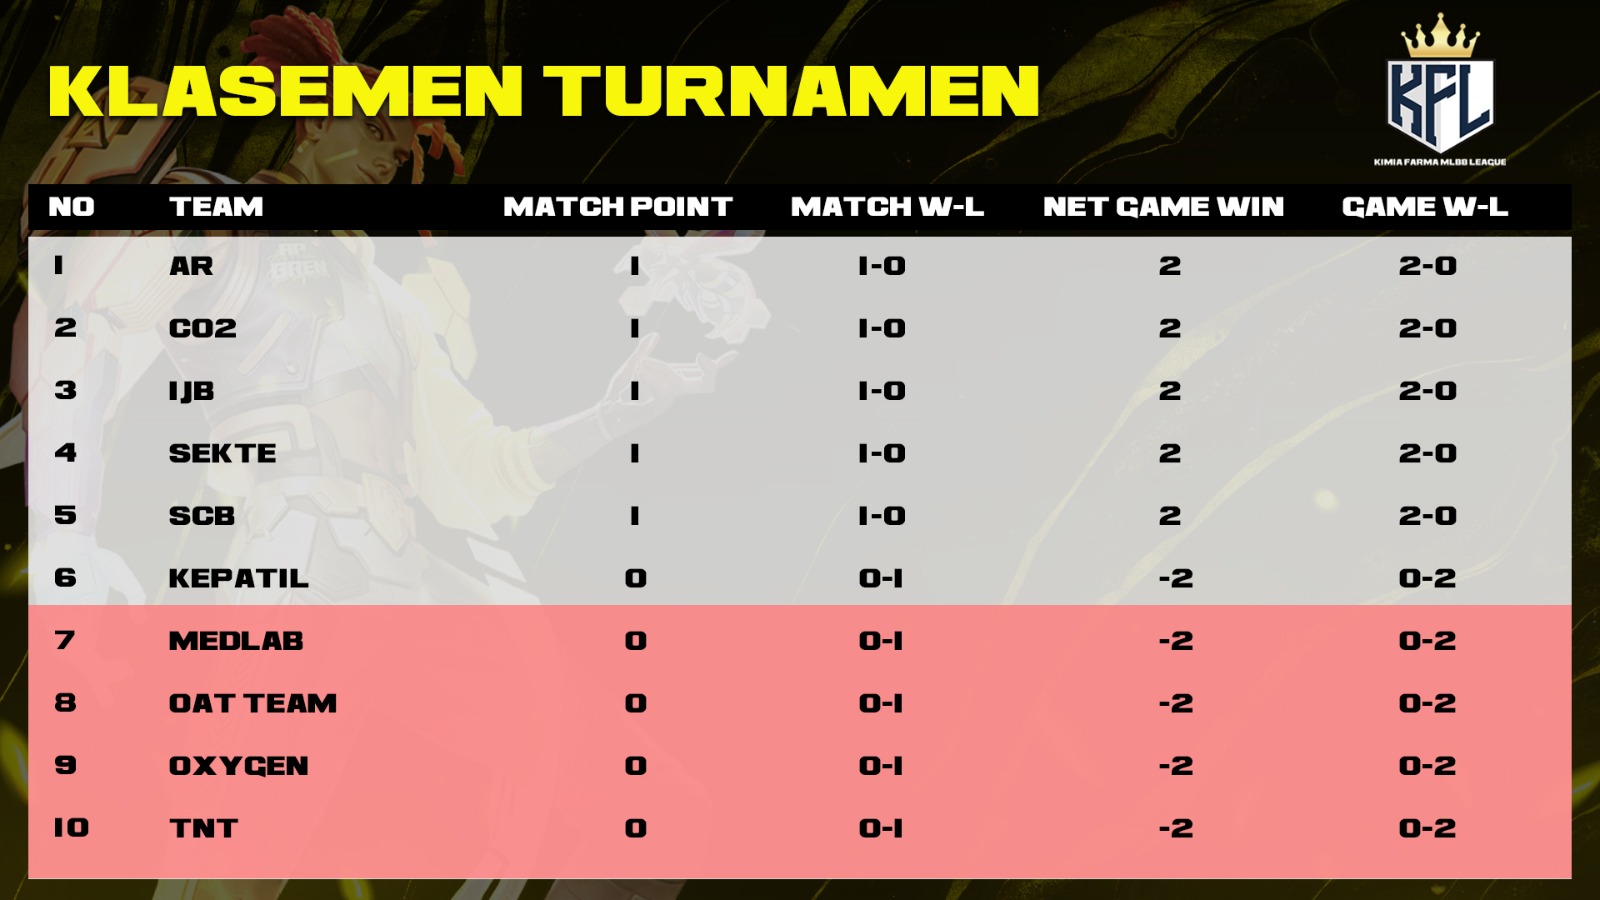 KLASEMEN TURNAMEN
KFL
KIMIA FARMA MLBB LEAGUE
NO TEAM MATCH POINT MATCH W-L NET GAME WIN GAME W-L
1 AR 1 1-0 2 2-0
2 CO2 1 1-0 2 2-0
3 IJB 1 1-0 2 2-0
4 SEKTE 1 1-0 2 2-0
5 SCB 1 1-0 2 2-0
6 KEPATIL 0 0-1 -2 0-2
7 MEDLAB 0 0-1 -2 0-2
8 OAT TEAM 0 0-1 -2 0-2
9 OXYGEN 0 0-1 -2 0-2
10 TNT 0 0-1 -2 0-2